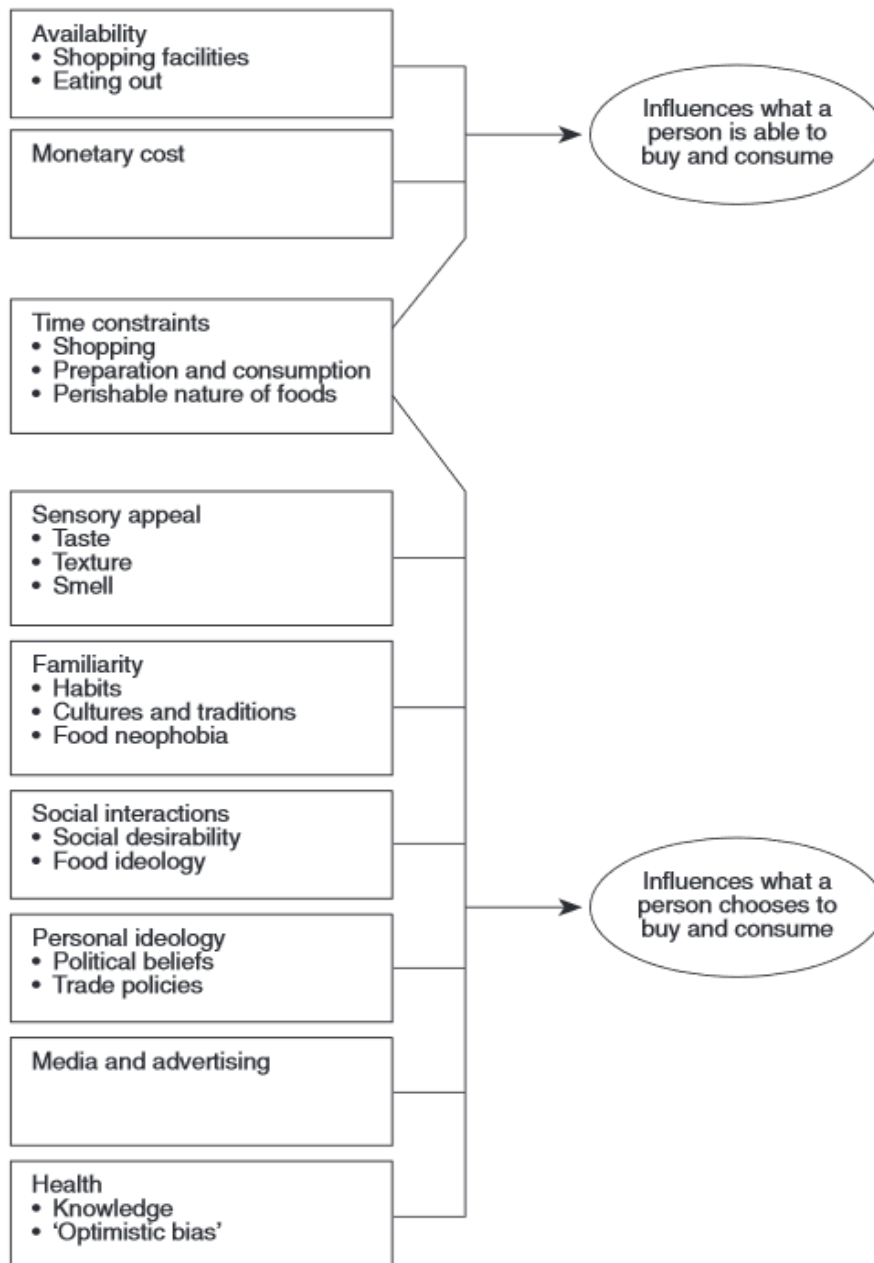 Availability
• Shopping facilities
• Eating out
Influences what a
person is able to
buy and consume
Monetary cost
Time constraints
• Shopping
• Preparation and consumption
• Perishable nature of foods
Sensory appeal
• Taste
• Texture
• Smell
Familiarity
• Habits
• Cultures and traditions
• Food neophobia
Social interactions
• Social desirability
• Food ideology
Influences what a
person chooses to
buy and consume
Personal ideology
• Political beliefs
• Trade policies
Media and advertising
Health
• Knowledge
• ‘Optimistic bias’